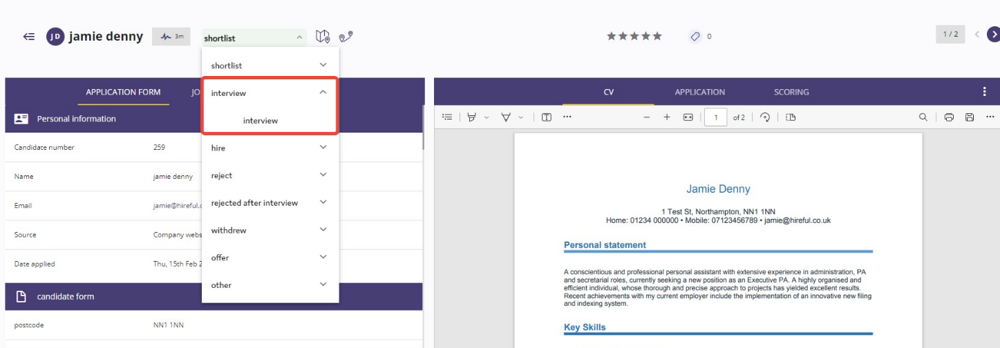 JD jamie denny 3m shortlist 0 1 / 2
shortlist
interview
interview
hire
reject
rejected after interview
withdrew
offer
other
APPLICATION FORM JO
Personal information
Candidate number 259
Name jamie denny
Email jamie@hireful.c
Source Company webs
Date applied Thu, 15th Feb 2
candidate form
postcode NN1 1NN
CV APPLICATION SCORING
1 of 2
Jamie Denny
1 Test St, Northampton, NN1 1NN
Home: 01234 000000 • Mobile: 07123456789 • jamie@hireful.co.uk
Personal statement
A conscientious and professional personal assistant with extensive experience in administration, PA
and secretarial roles, currently seeking a new position as an Executive PA. A highly organised and
efficient individual, whose thorough and precise approach to projects has yielded excellent results.
Recent achievements with my current employer include the implementation of an innovative new filing
and indexing system.
Key Skills